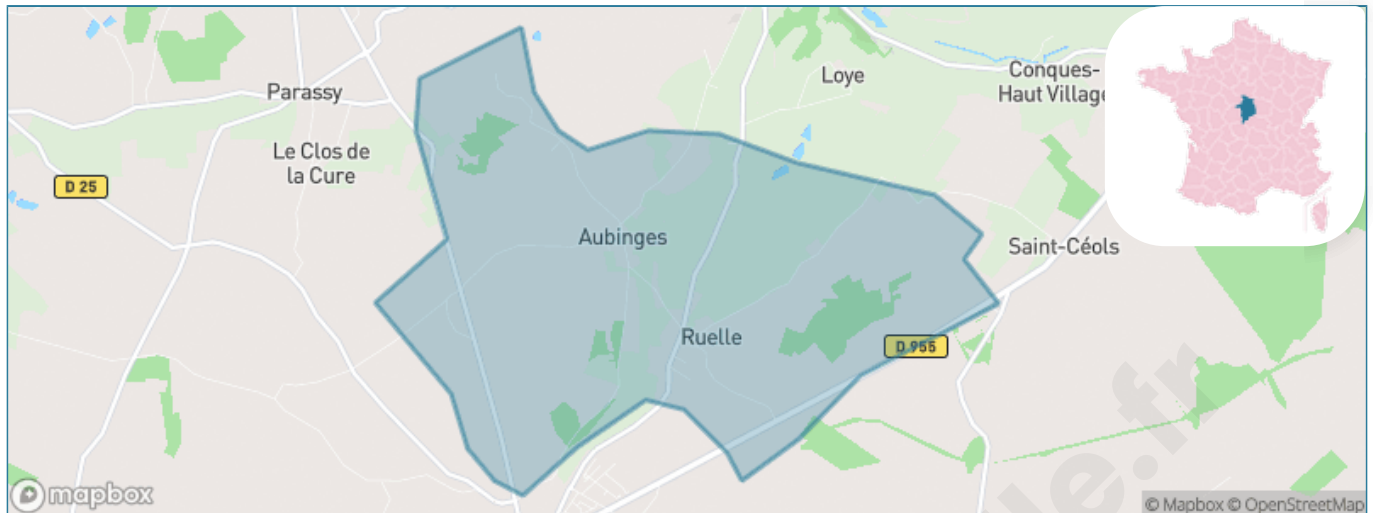 Loye
Conques-
Haut Village
Parassy
Le Clos de
la Cure
D 25
Aubinges
Saint-Céols
Ruelle
D 955
mapbox
© Mapbox © OpenStreetMap